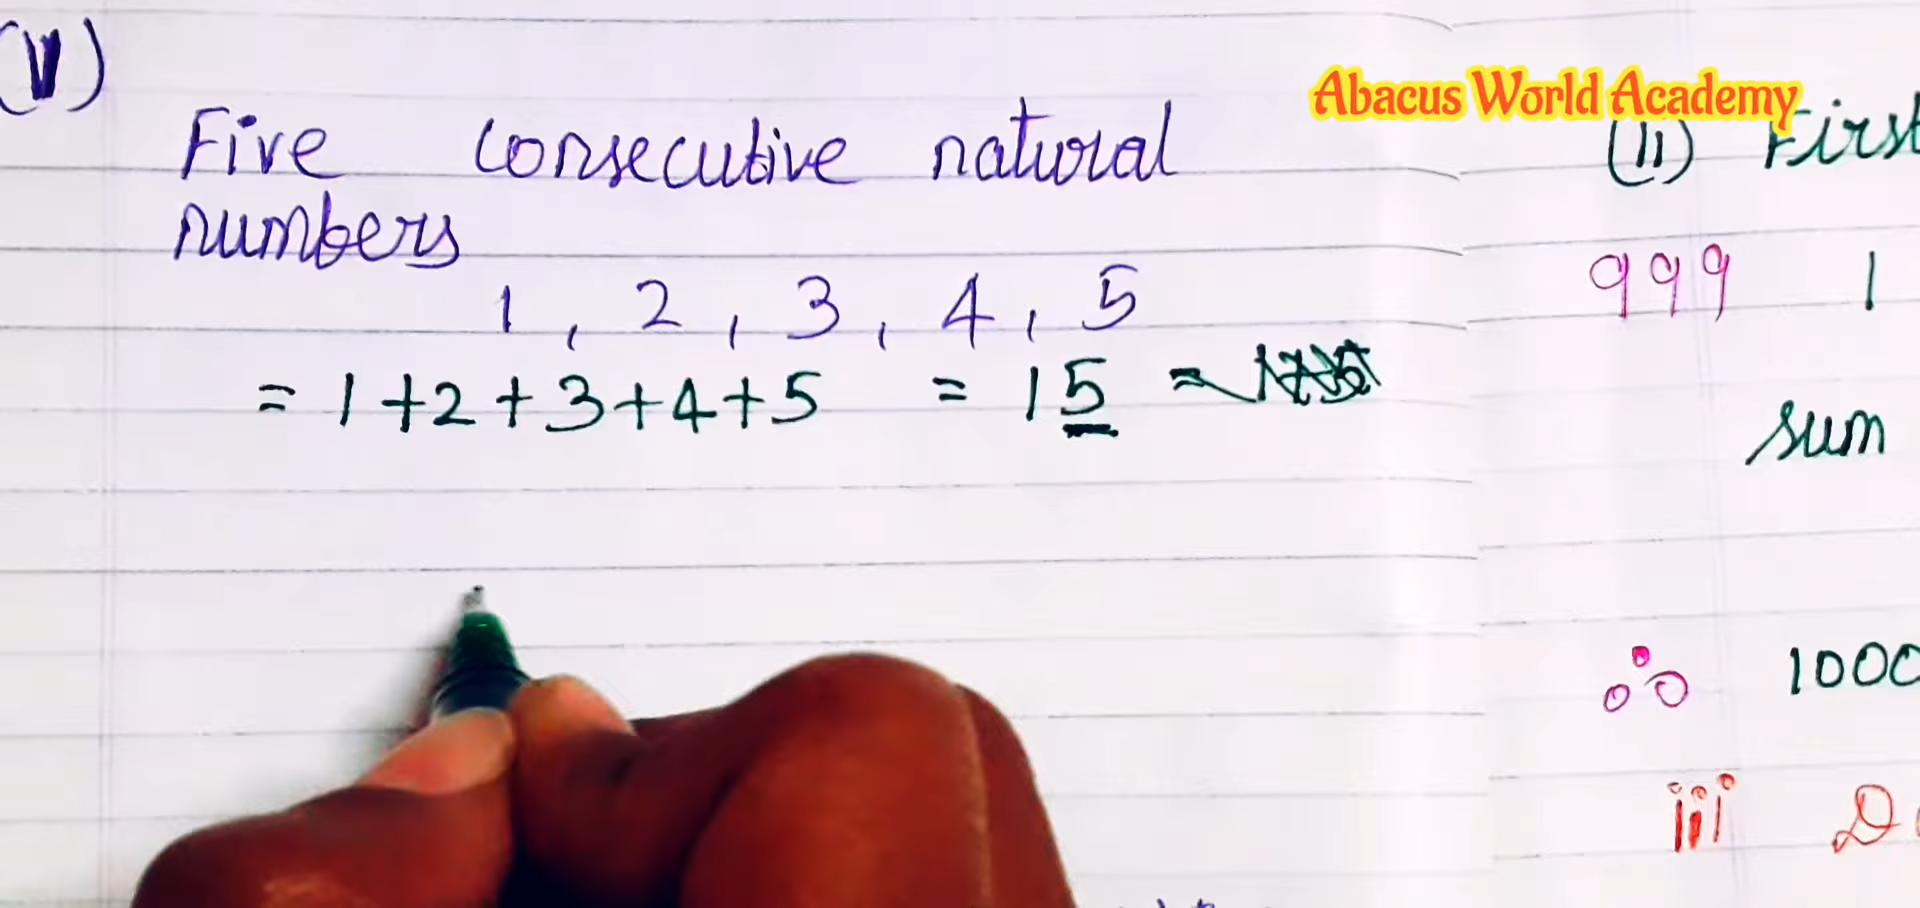 (V)
Five consecutive natural
numbers
1, 2, 3, 4, 5
= 1+2+3+4+5 = 15 =
Abacus World Academy
(ii) First
999 1
sum
1000
iii